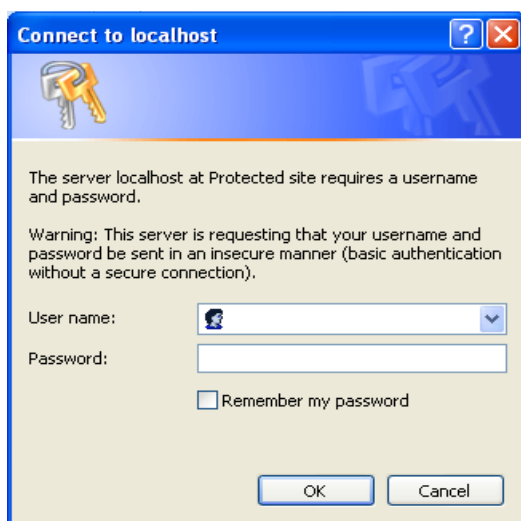 Connect to localhost
The server localhost at Protected site requires a username
and password.
Warning: This server is requesting that your username and
password be sent in an insecure manner (basic authentication
without a secure connection).
User name:
Password:
Remember my password
OK Cancel